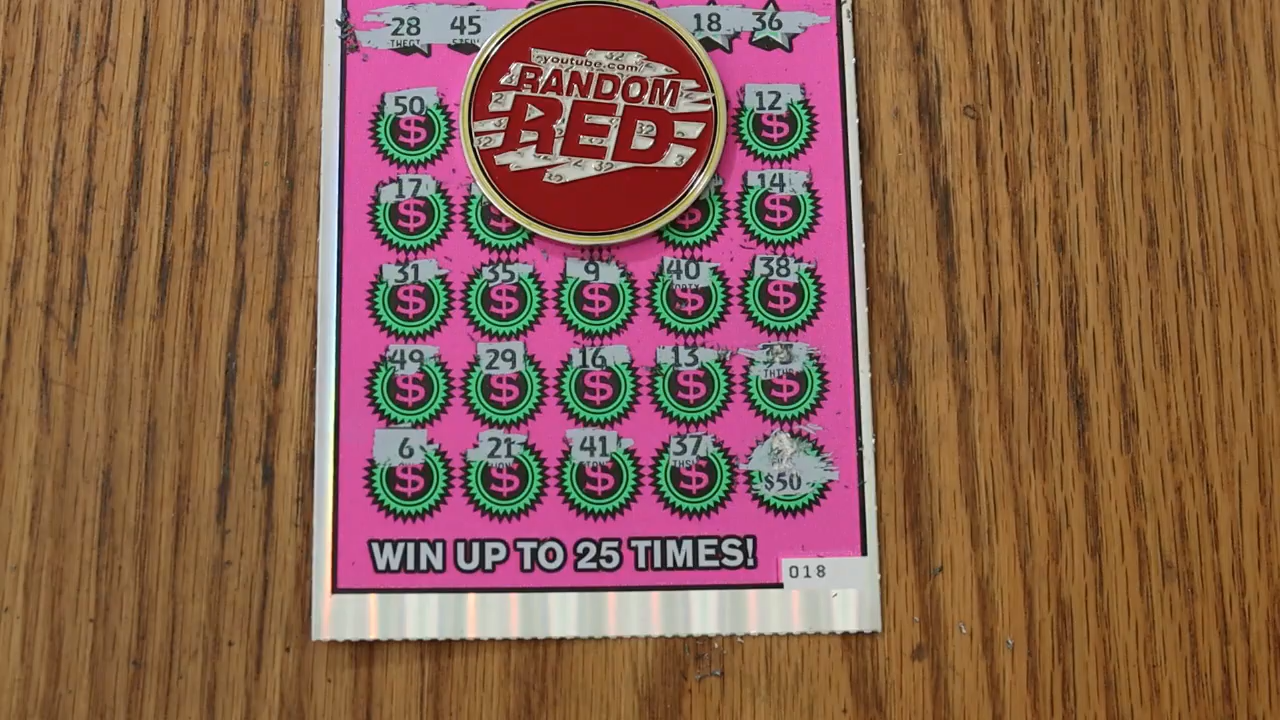 28 45 18 36
youtube.com/
RANDOM
RED
50 12
17 14
31 35 9 40 38
$ $ $ $ $
49 29 16 13
$ $ $ $ $
6 21 41 37
$ $ $ $ $50
WIN UP TO 25 TIMES!
018